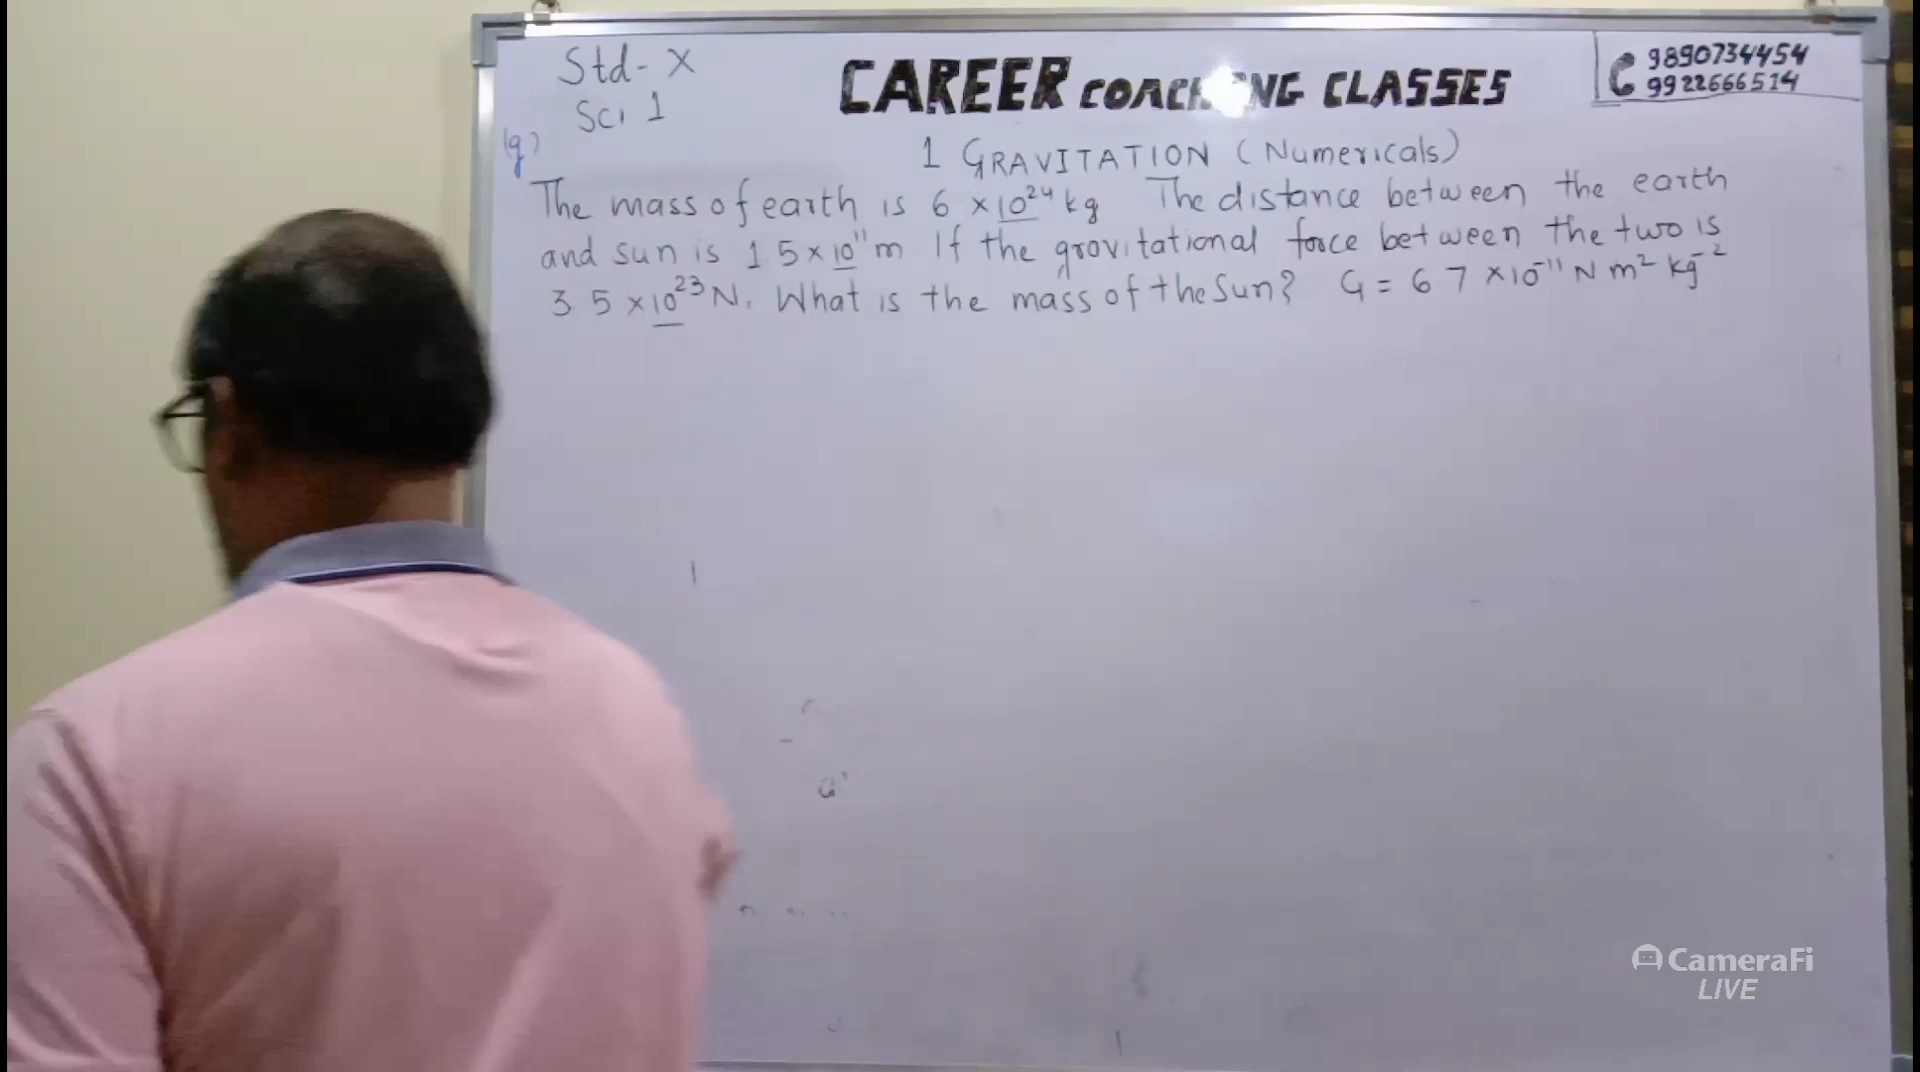 Std- X
Sci 1
CAREER COACHING CLASSES
9890734454
9922666514
(g)
1 GRAVITATION (Numericals)
The mass of earth is 6 × 10²⁴ kg The distance between the earth
and sun is 1 5 × 10¹¹ m If the gravitational force between the two is
3 5 × 10²³ N. What is the mass of the Sun? G = 6 7 × 10⁻¹¹ N m² kg⁻²
CameraFi
LIVE